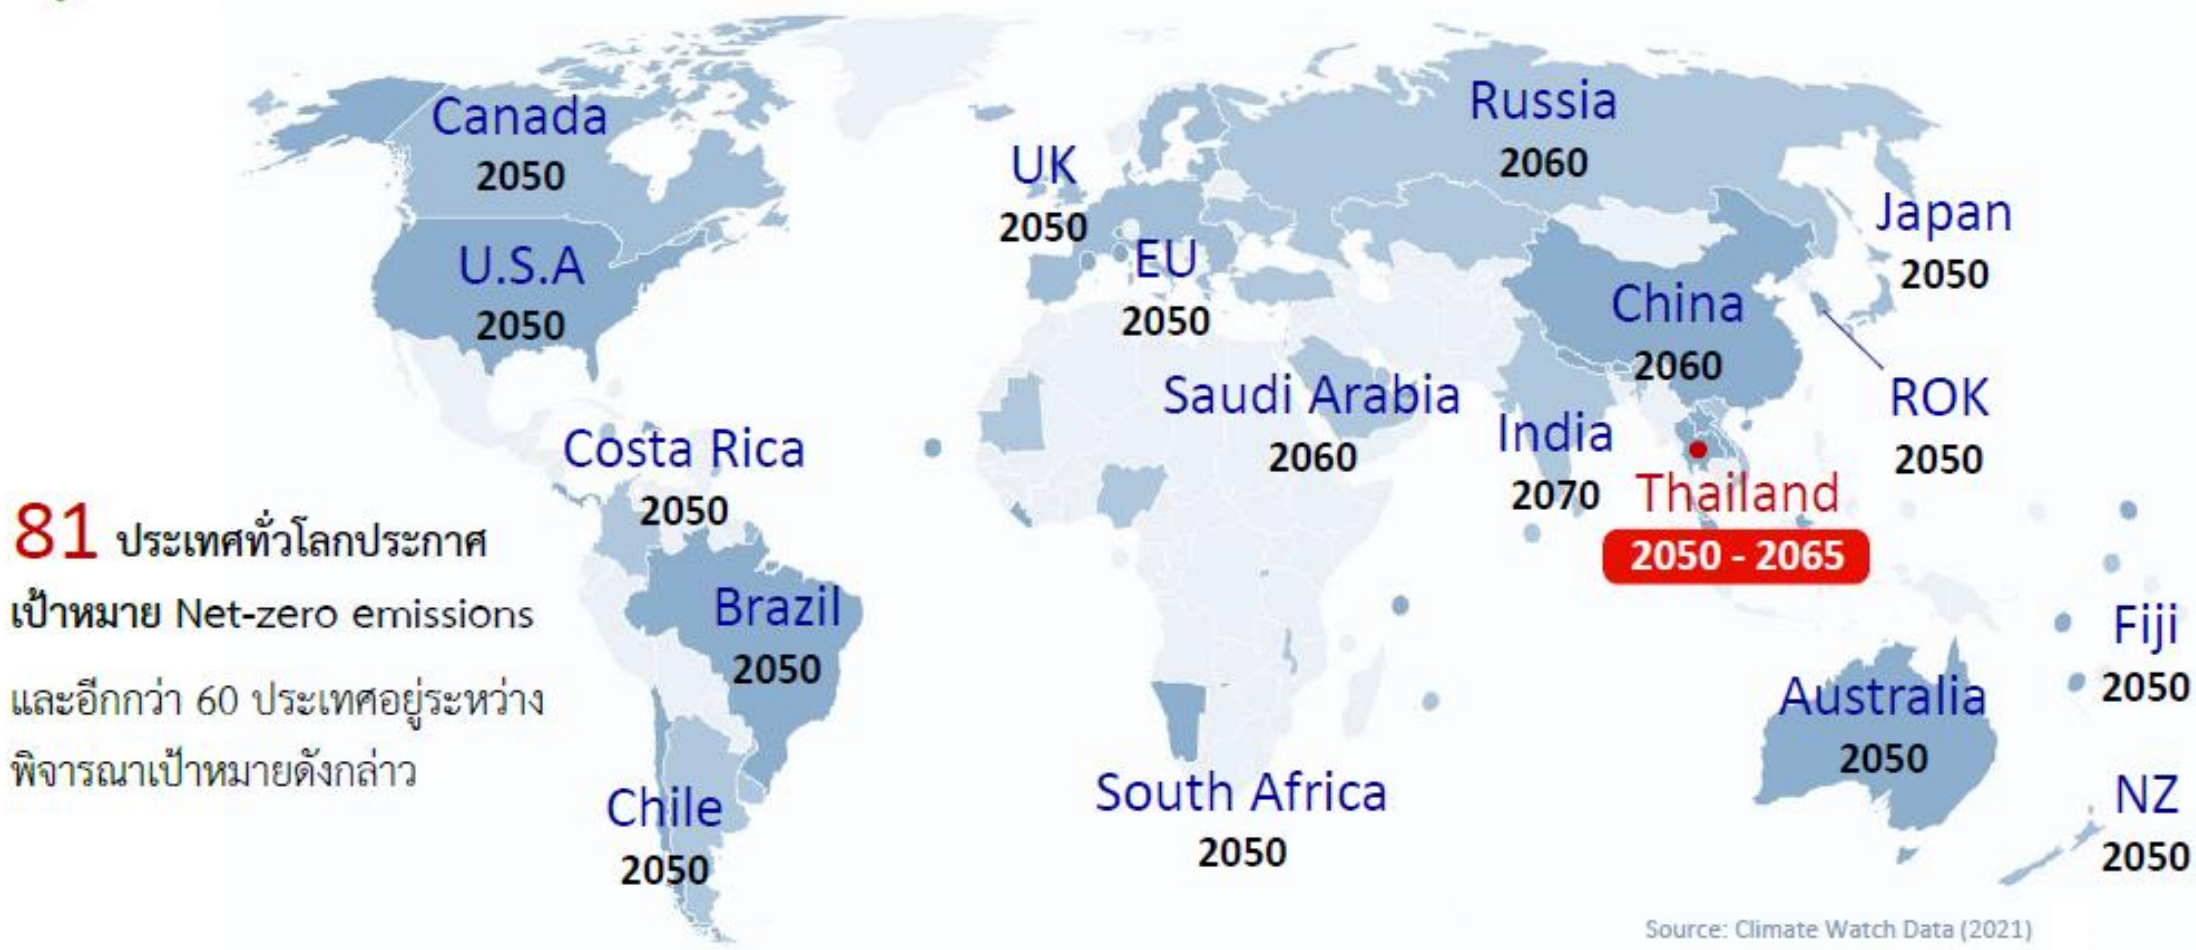 Canada
2050
U.S.A
2050
Costa Rica
2050
Brazil
2050
Chile
2050
UK
2050
EU
2050
Saudi Arabia
2060
South Africa
2050
Russia
2060
China
2060
India
2070
Thailand
2050 - 2065
Japan
2050
ROK
2050
Australia
2050
Fiji
2050
NZ
2050
81 ประเทศทั่วโลกประกาศ
เป้าหมาย Net-zero emissions
และอีกกว่า 60 ประเทศอยู่ระหว่าง
พิจารณาเป้าหมายดังกล่าว
Source: Climate Watch Data (2021)